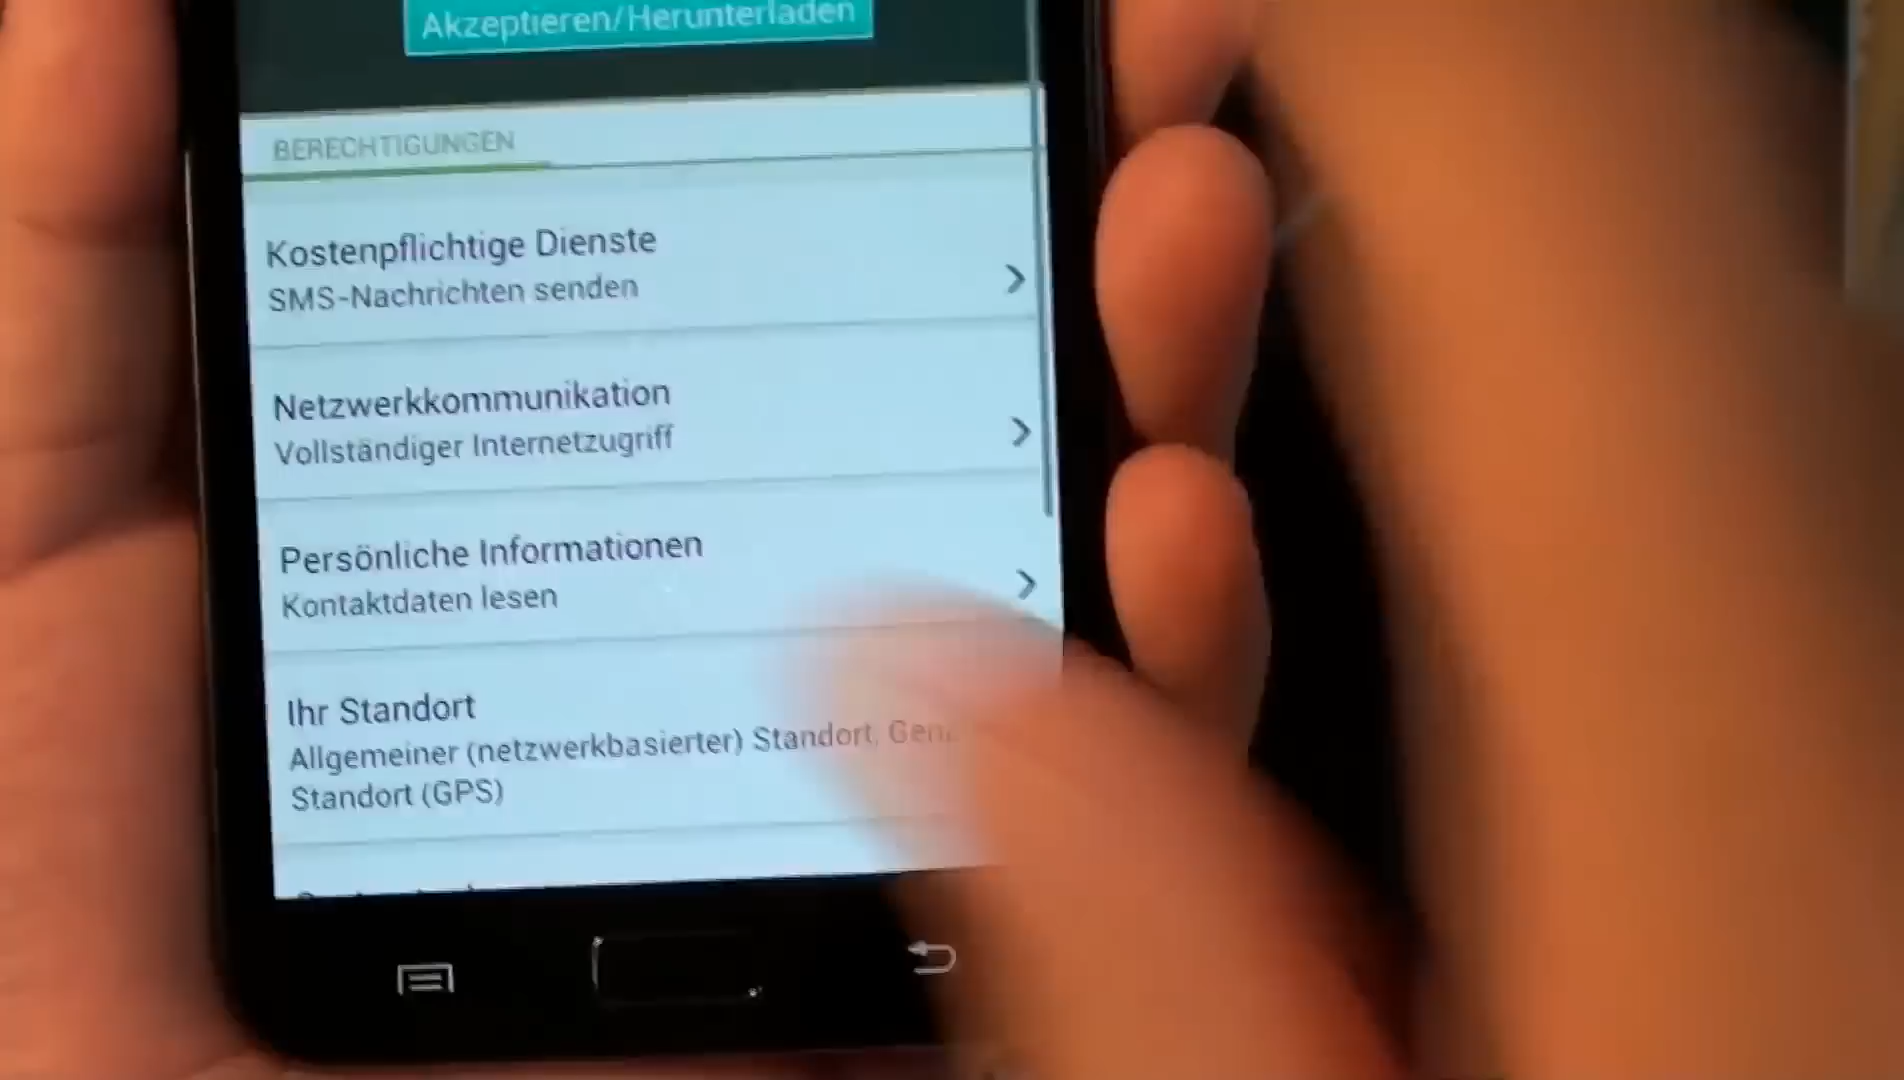 Akzeptieren/Herunterladen
BERECHTIGUNGEN
Kostenpflichtige Dienste
SMS-Nachrichten senden
Netzwerkkommunikation
Vollständiger Internetzugriff
Persönliche Informationen
Kontaktdaten lesen
Ihr Standort
Allgemeiner (netzwerkbasierter) Standort,
Standort (GPS)